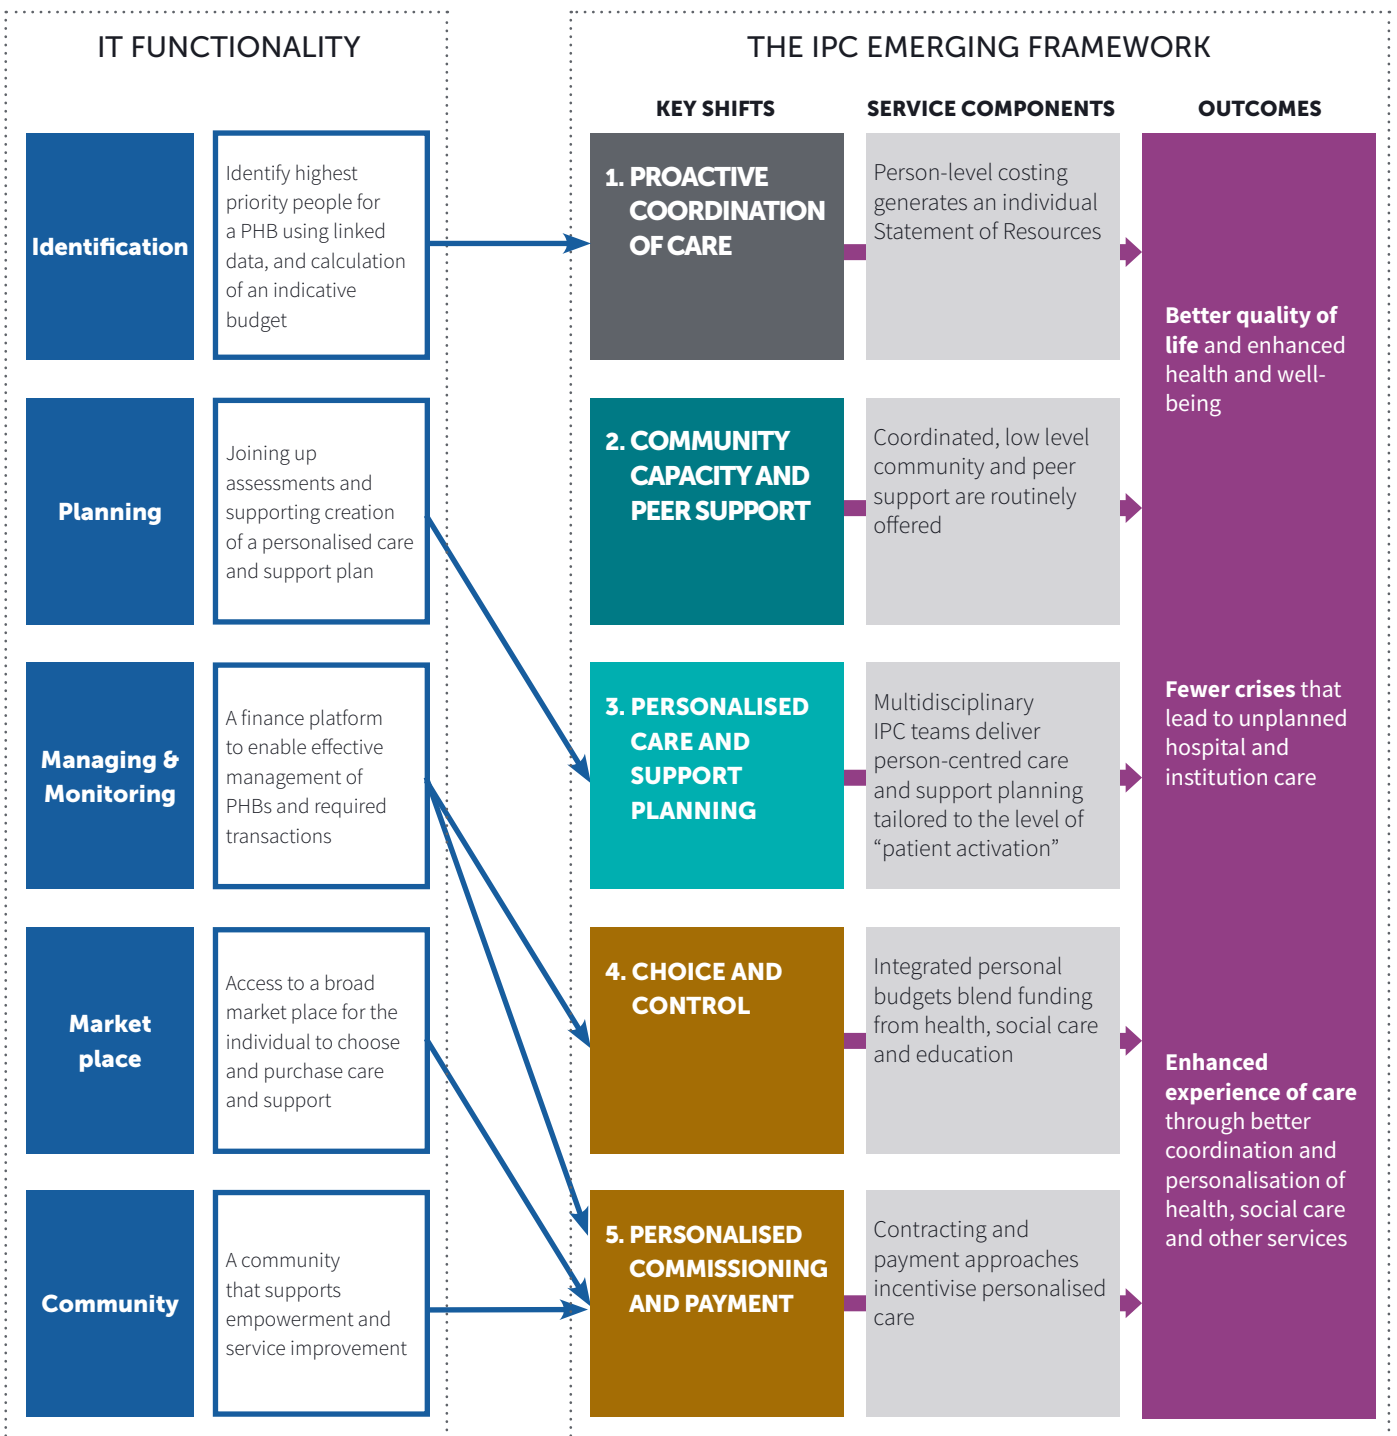 IT FUNCTIONALITY
THE IPC EMERGING FRAMEWORK
KEY SHIFTS
SERVICE COMPONENTS
OUTCOMES
Identification
Identify highest
priority people for
a PHB using linked
data, and calculation
of an indicative
budget
1. PROACTIVE
COORDINATION
OF CARE
Person-level costing
generates an individual
Statement of Resources
Planning
Joining up
assessments and
supporting creation
of a personalised care
and support plan
2. COMMUNITY
CAPACITY AND
PEER SUPPORT
Coordinated, low level
community and peer
support are routinely
offered
Managing &
Monitoring
A finance platform
to enable effective
management of
PHBs and required
transactions
3. PERSONALISED
CARE AND
SUPPORT
PLANNING
Multidisciplinary
IPC teams deliver
person-centred care
and support planning
tailored to the level of
“patient activation”
Market
place
Access to a broad
market place for the
individual to choose
and purchase care
and support
4. CHOICE AND
CONTROL
Integrated personal
budgets blend funding
from health, social care
and education
Community
A community
that supports
empowerment and
service improvement
5. PERSONALISED
COMMISSIONING
AND PAYMENT
Contracting and
payment approaches
incentivise personalised
care
Better quality of
life and enhanced
health and well-
being
Fewer crises that
lead to unplanned
hospital and
institution care
Enhanced
experience of care
through better
coordination and
personalisation of
health, social care
and other services